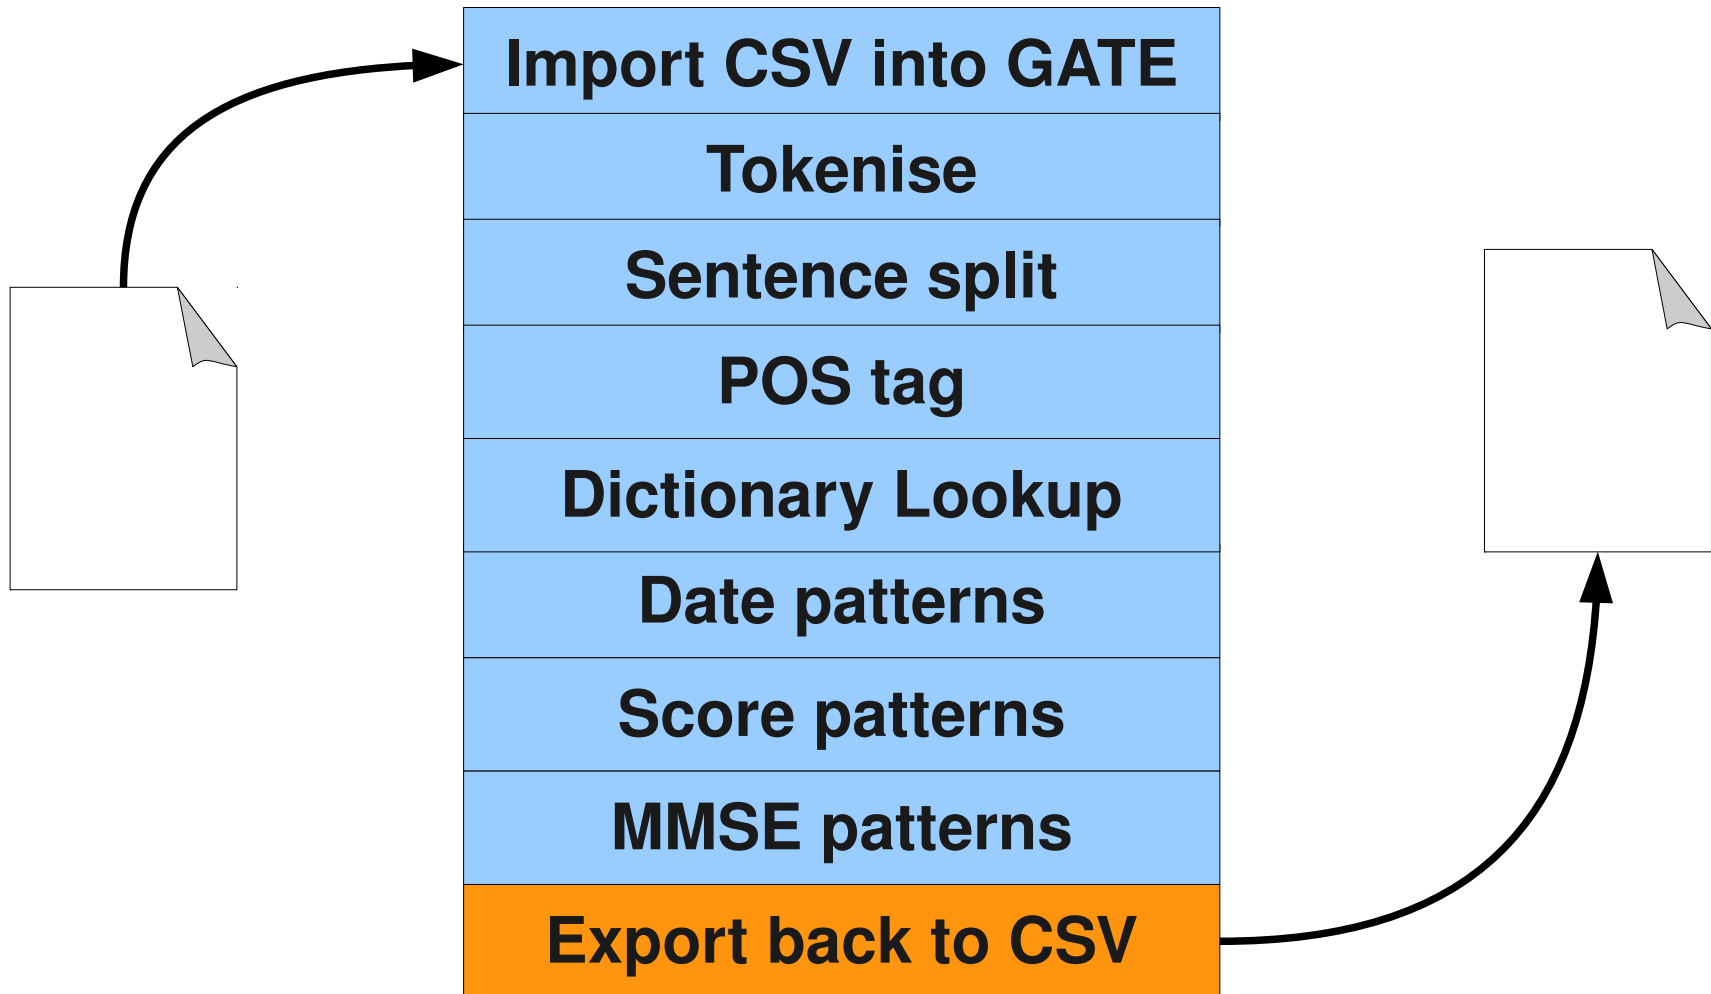 Import CSV into GATE
Tokenise
Sentence split
POS tag
Dictionary Lookup
Date patterns
Score patterns
MMSE patterns
Export back to CSV